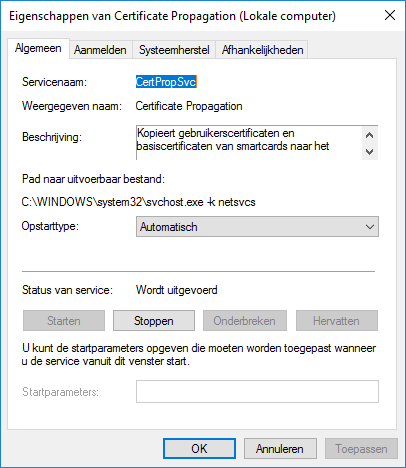 Eigenschappen van Certificate Propagation (Lokale computer)
Algemeen Aanmelden Systeemherstel Afhankelijkheden
Servicenaam: CertPropSvc
Weergegeven naam: Certificate Propagation
Beschrijving: Kopieert gebruikerscertificaten en
basiscertificaten van smartcards naar het
Pad naar uitvoerbaar bestand:
C:\WINDOWS\system32\svchost.exe -k netsvcs
Opstarttype: Automatisch
Status van service: Wordt uitgevoerd
Starten Stoppen Onderbreken Hervatten
U kunt de startparameters opgeven die moeten worden toegepast wanneer
u de service vanuit dit venster start.
Startparameters:
OK Annuleren Toepassen